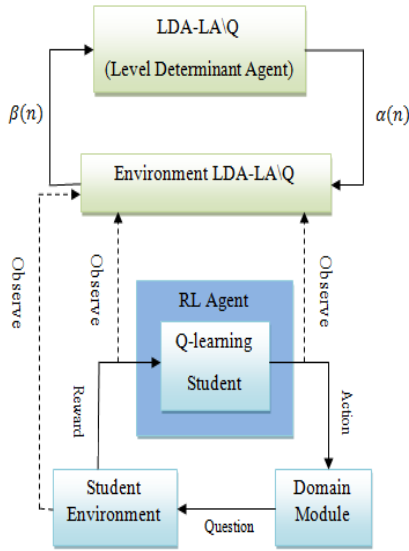 LDA-LA\Q
(Level Determinant Agent)
β(n)
α(n)
Environment LDA-LA\Q
Observe
Observe
Observe
RL Agent
Q-learning
Student
Reward
Action
Student
Environment
Question
Domain
Module